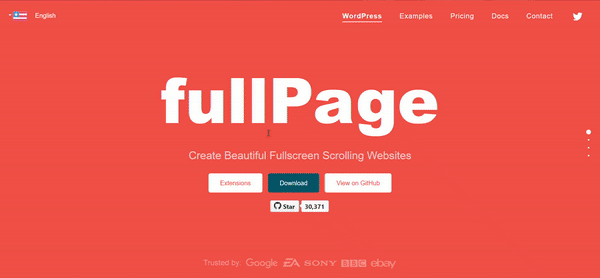 English
WordPress Examples Pricing Docs Contact
fullPage
Create Beautiful Fullscreen Scrolling Websites
Extensions Download View on GitHub
Star 30,371
Trusted by: Google EA SONY BBC ebay